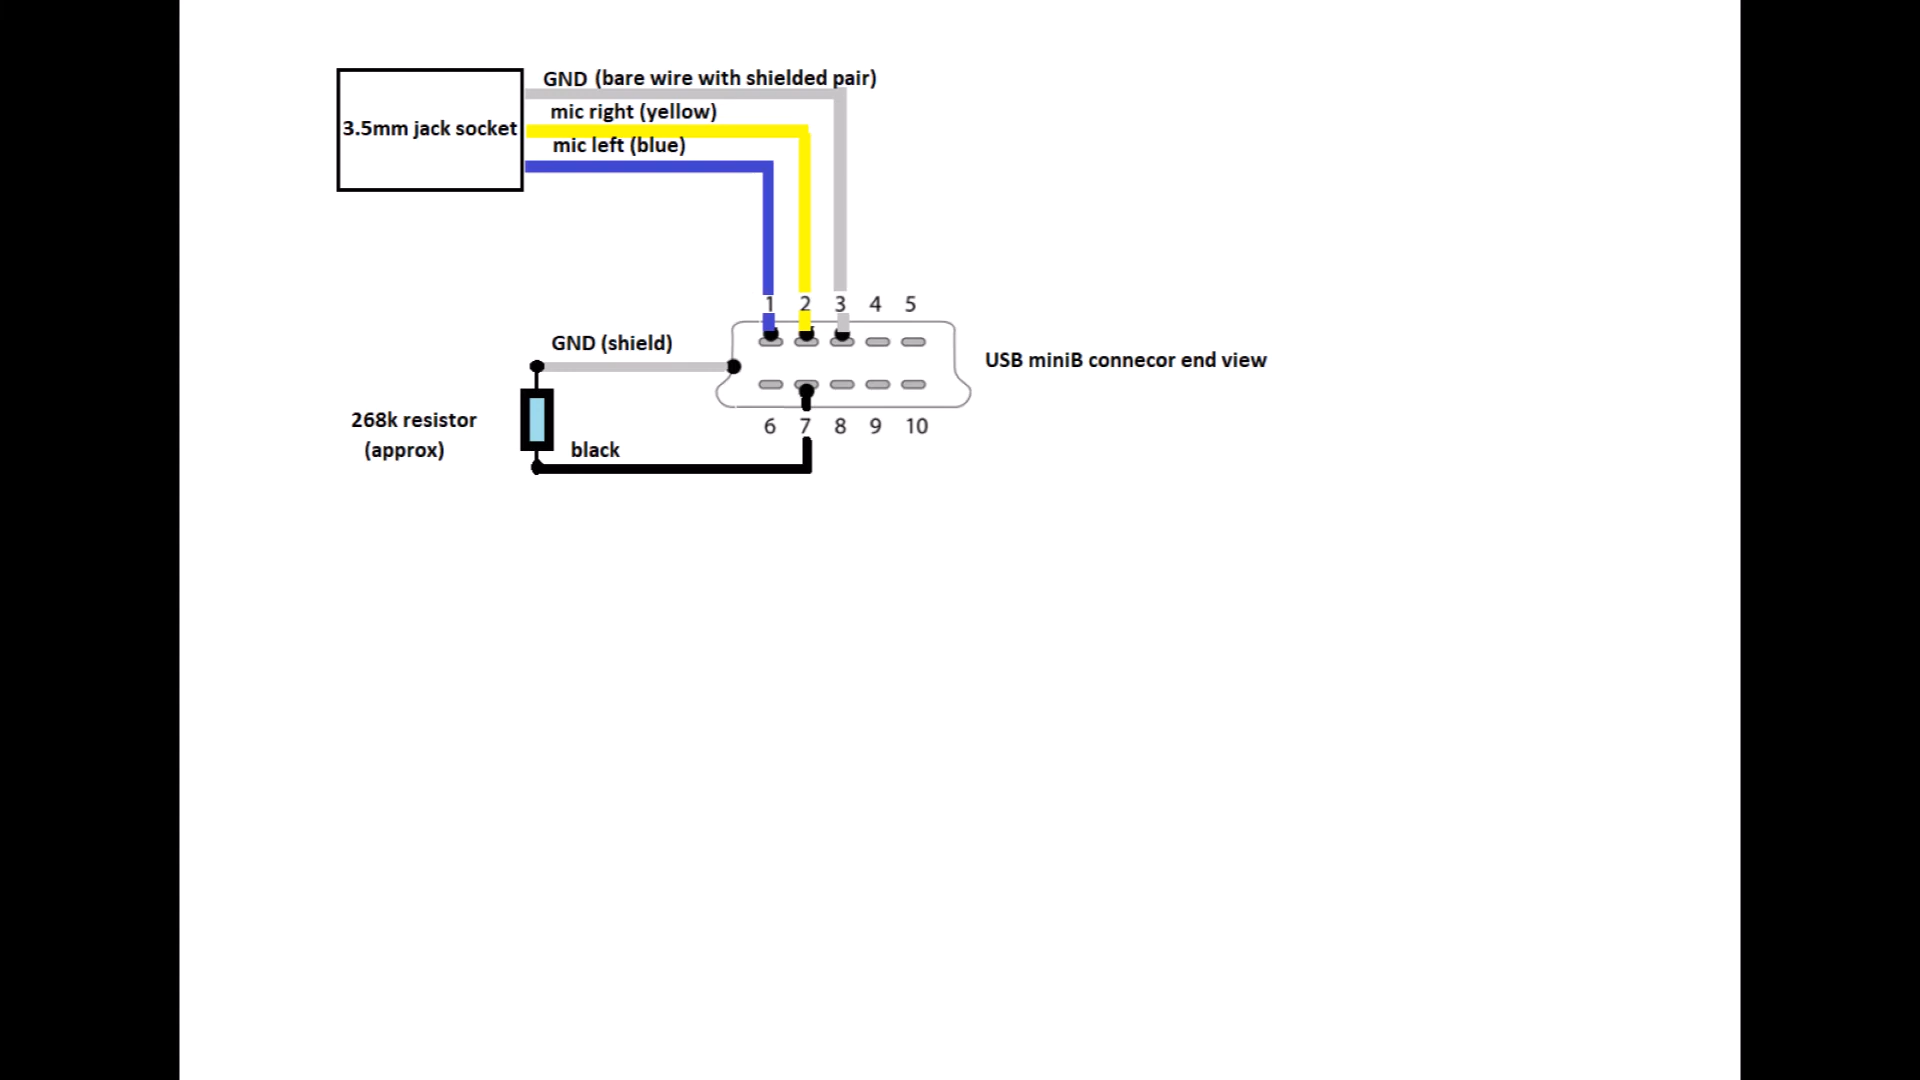 GND (bare wire with shielded pair)
mic right (yellow)
3.5mm jack socket
mic left (blue)
1 2 3 4 5
GND (shield)
USB miniB connecor end view
268k resistor
(approx)
6 7 8 9 10
black